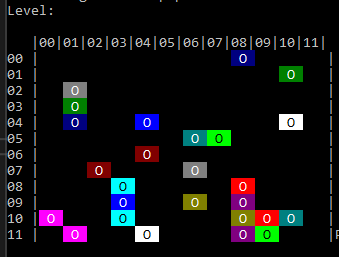 Level:
|00|01|02|03|04|05|06|07|08|09|10|11|
00 | O |
01 | O |
02 | O |
03 | O |
04 | O O O |
05 | O O |
06 | O |
07 | O O |
08 | O O |
09 | O O O |
10 | O O O O O |
11 | O O O O |